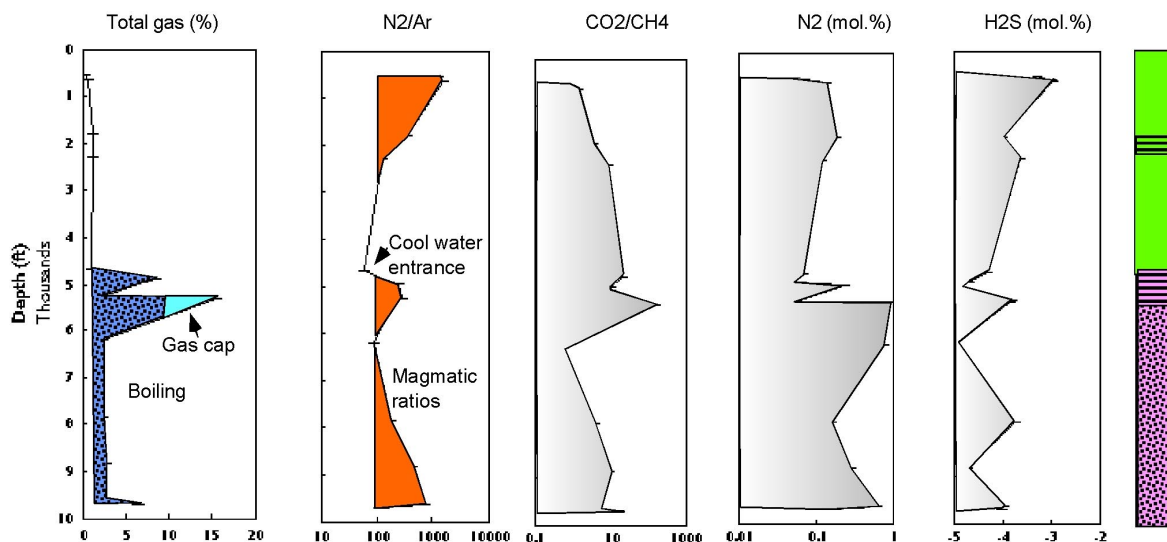 Total gas (%)
N2/Ar
CO2/CH4
N2 (mol.%)
H2S (mol.%)
Depth (ft)
Thousands
0
1
2
3
4
5
6
7
8
9
10
Cool water
entrance
Gas cap
Boiling
Magmatic
ratios
0 5 10 15 20
10 100 1000 10000
0.1 10 1000
0.01 0.1 1
-5 -4 -3 -2